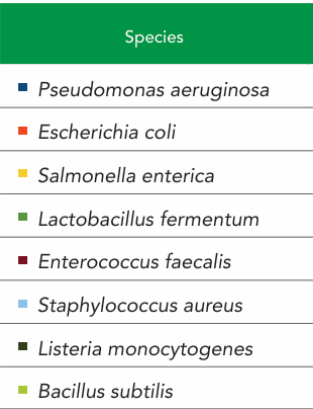 Species
Pseudomonas aeruginosa
Escherichia coli
Salmonella enterica
Lactobacillus fermentum
Enterococcus faecalis
Staphylococcus aureus
Listeria monocytogenes
Bacillus subtilis